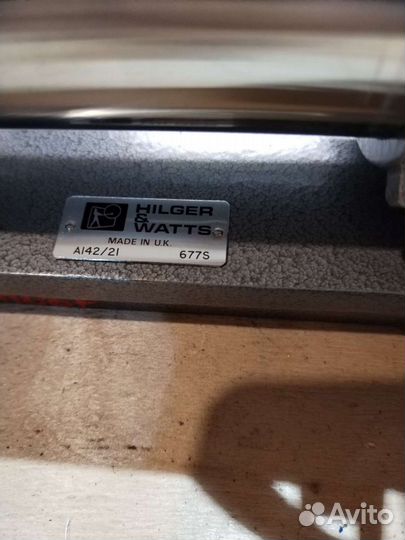 HILGER
&
WATTS
MADE IN U.K.
A142/21 677S
Avito